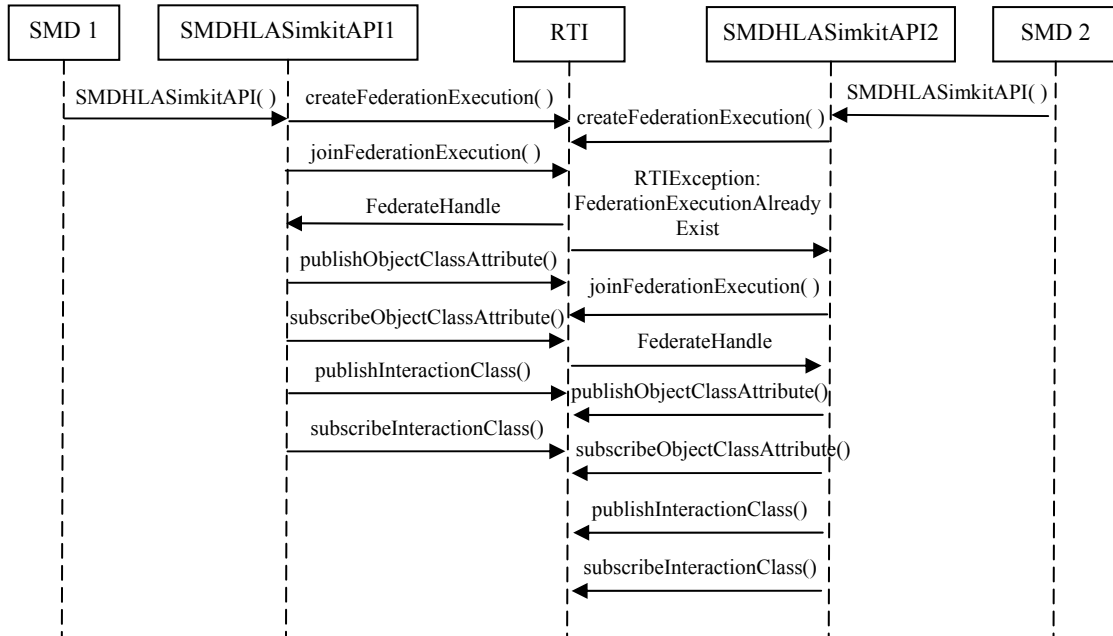 SMD 1
SMDHLASimkitAPI1
RTI
SMDHLASimkitAPI2
SMD 2
SMDHLASimkitAPI( )
createFederationExecution( )
SMDHLASimkitAPI( )
createFederationExecution( )
joinFederationExecution( )
RTIException:
FederationExecutionAlready
Exist
FederateHandle
publishObjectClassAttribute()
joinFederationExecution( )
subscribeObjectClassAttribute()
FederateHandle
publishInteractionClass()
publishObjectClassAttribute()
subscribeInteractionClass()
subscribeObjectClassAttribute()
publishInteractionClass()
subscribeInteractionClass()